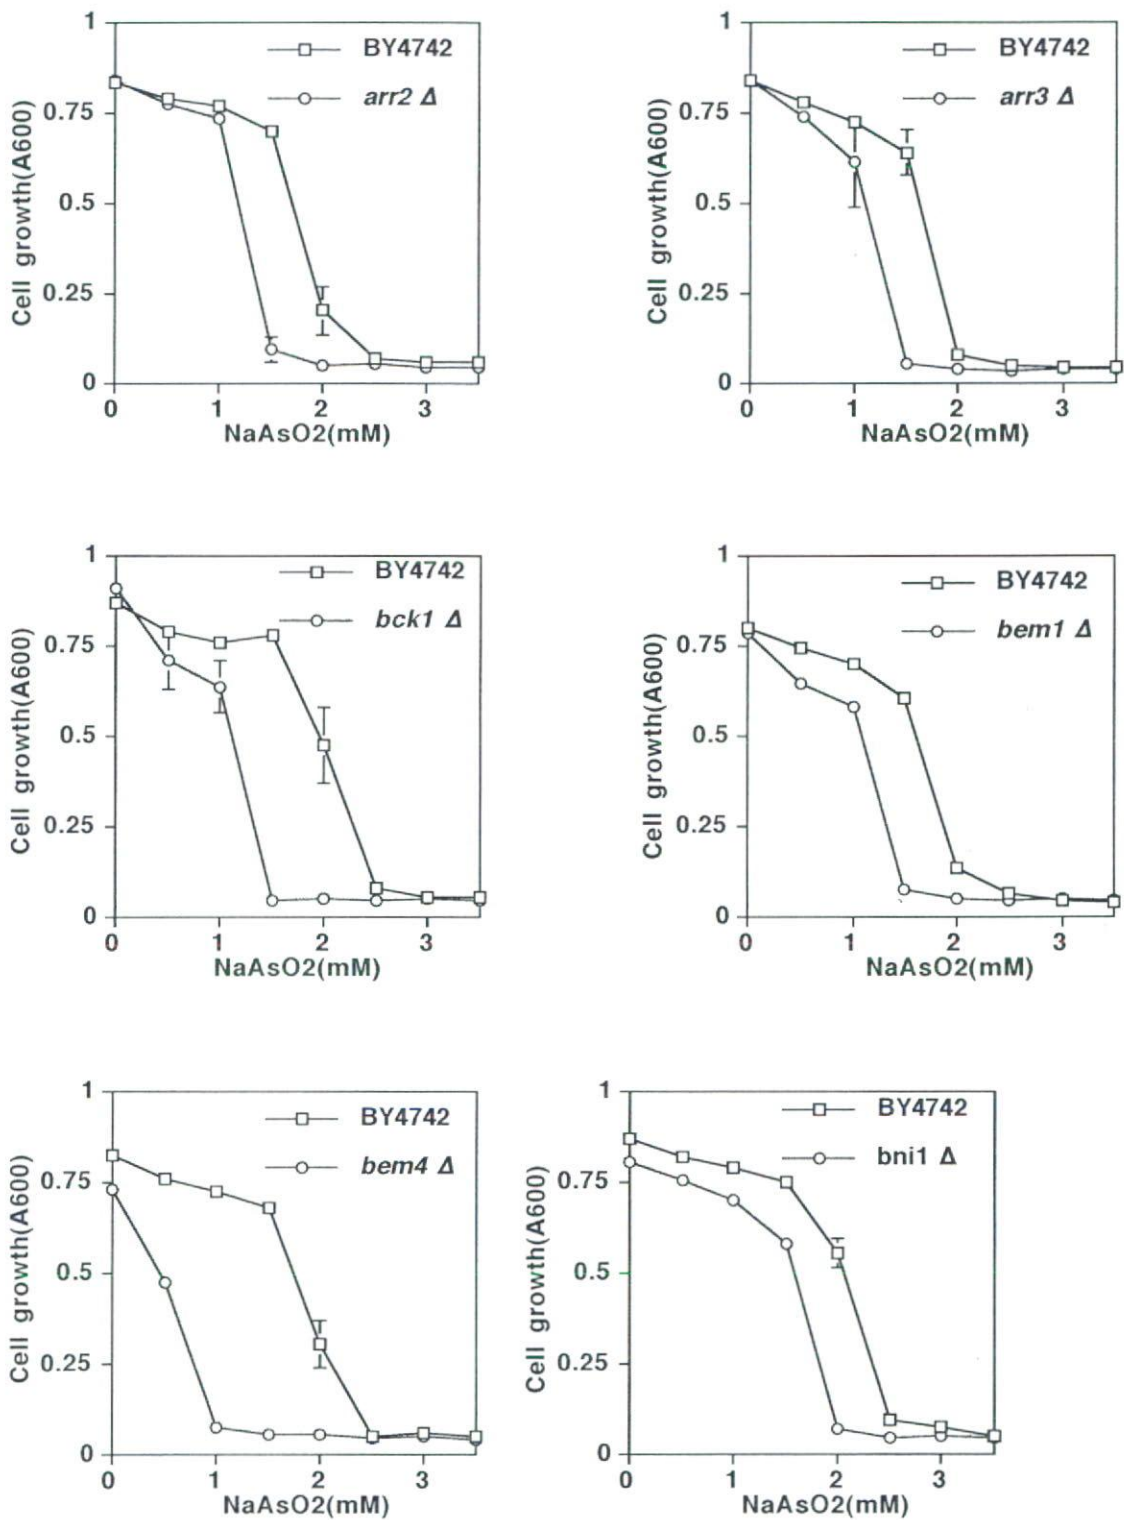 1
0.75
0.5
0.25
0
Cell growth(A600)
BY4742
arr2 Δ
0 1 2 3
NaAsO2(mM)
1
0.75
0.5
0.25
0
Cell growth(A600)
BY4742
arr3 Δ
0 1 2 3
NaAsO2(mM)
1
0.75
0.5
0.25
0
Cell growth(A600)
BY4742
bck1 Δ
0 1 2 3
NaAsO2(mM)
1
0.75
0.5
0.25
0
Cell growth(A600)
BY4742
bem1 Δ
0 1 2 3
NaAsO2(mM)
1
0.75
0.5
0.25
0
Cell growth(A600)
BY4742
bem4 Δ
0 1 2 3
NaAsO2(mM)
1
0.75
0.5
0.25
0
Cell growth(A600)
BY4742
bni1 Δ
0 1 2 3
NaAsO2(mM)